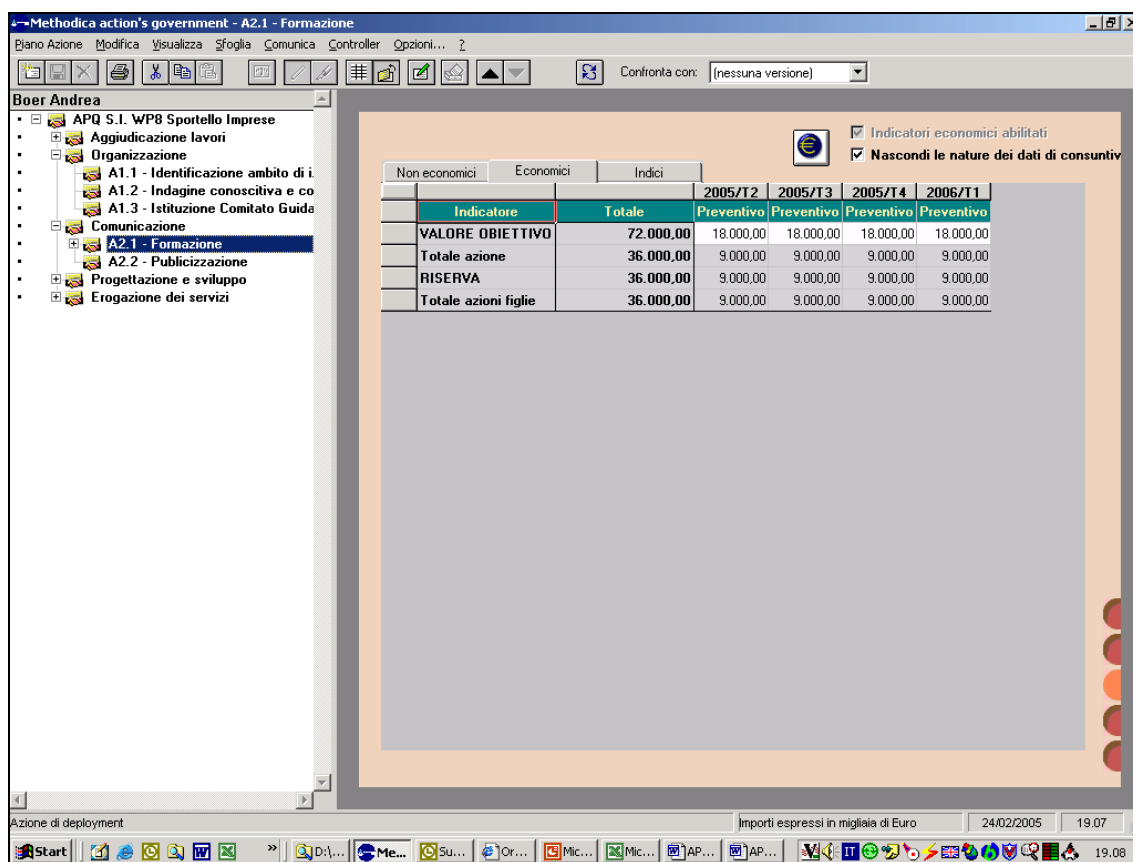 Methodica action's government - A2.1 - Formazione
Piano Azione Modifica Visualizza Sfoglia Comunica Controller Opzioni... ?
Confronta con: (nessuna versione)
Boer Andrea
APQ S.I. WP8 Sportello Imprese
Aggiudicazione lavori
Organizzazione
A1.1 - Identificazione ambito di i
A1.2 - Indagine conoscitiva e co
A1.3 - Istituzione Comitato Guida
Comunicazione
A2.1 - Formazione
A2.2 - Publicizzazione
Progettazione e sviluppo
Erogazione dei servizi
Indicatori economici abilitati
Nascondi le nature dei dati di consuntiv
Non economici Economici Indici
2005/T2 2005/T3 2005/T4 2006/T1
Indicatore Totale Preventivo Preventivo Preventivo Preventivo
VALORE OBIETTIVO 72.000,00 18.000,00 18.000,00 18.000,00 18.000,00
Totale azione 36.000,00 9.000,00 9.000,00 9.000,00 9.000,00
RISERVA 36.000,00 9.000,00 9.000,00 9.000,00 9.000,00
Totale azioni figlie 36.000,00 9.000,00 9.000,00 9.000,00 9.000,00
Azione di deployment Importi espressi in migliaia di Euro 24/02/2005 19.07
Start » D:\... Me... Su... Or... Mic... Mic... AP... AP... IT 19.08